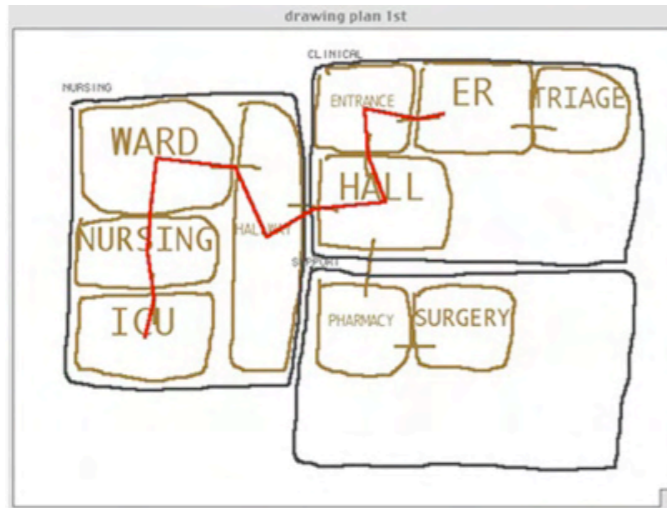 drawing plan 1st
CLINICAL
NURSING
ENTRANCE
ER
TRIAGE
WARD
HALL
HALLWAY
NURSING
SUPPORT
ICU
PHARMACY
SURGERY